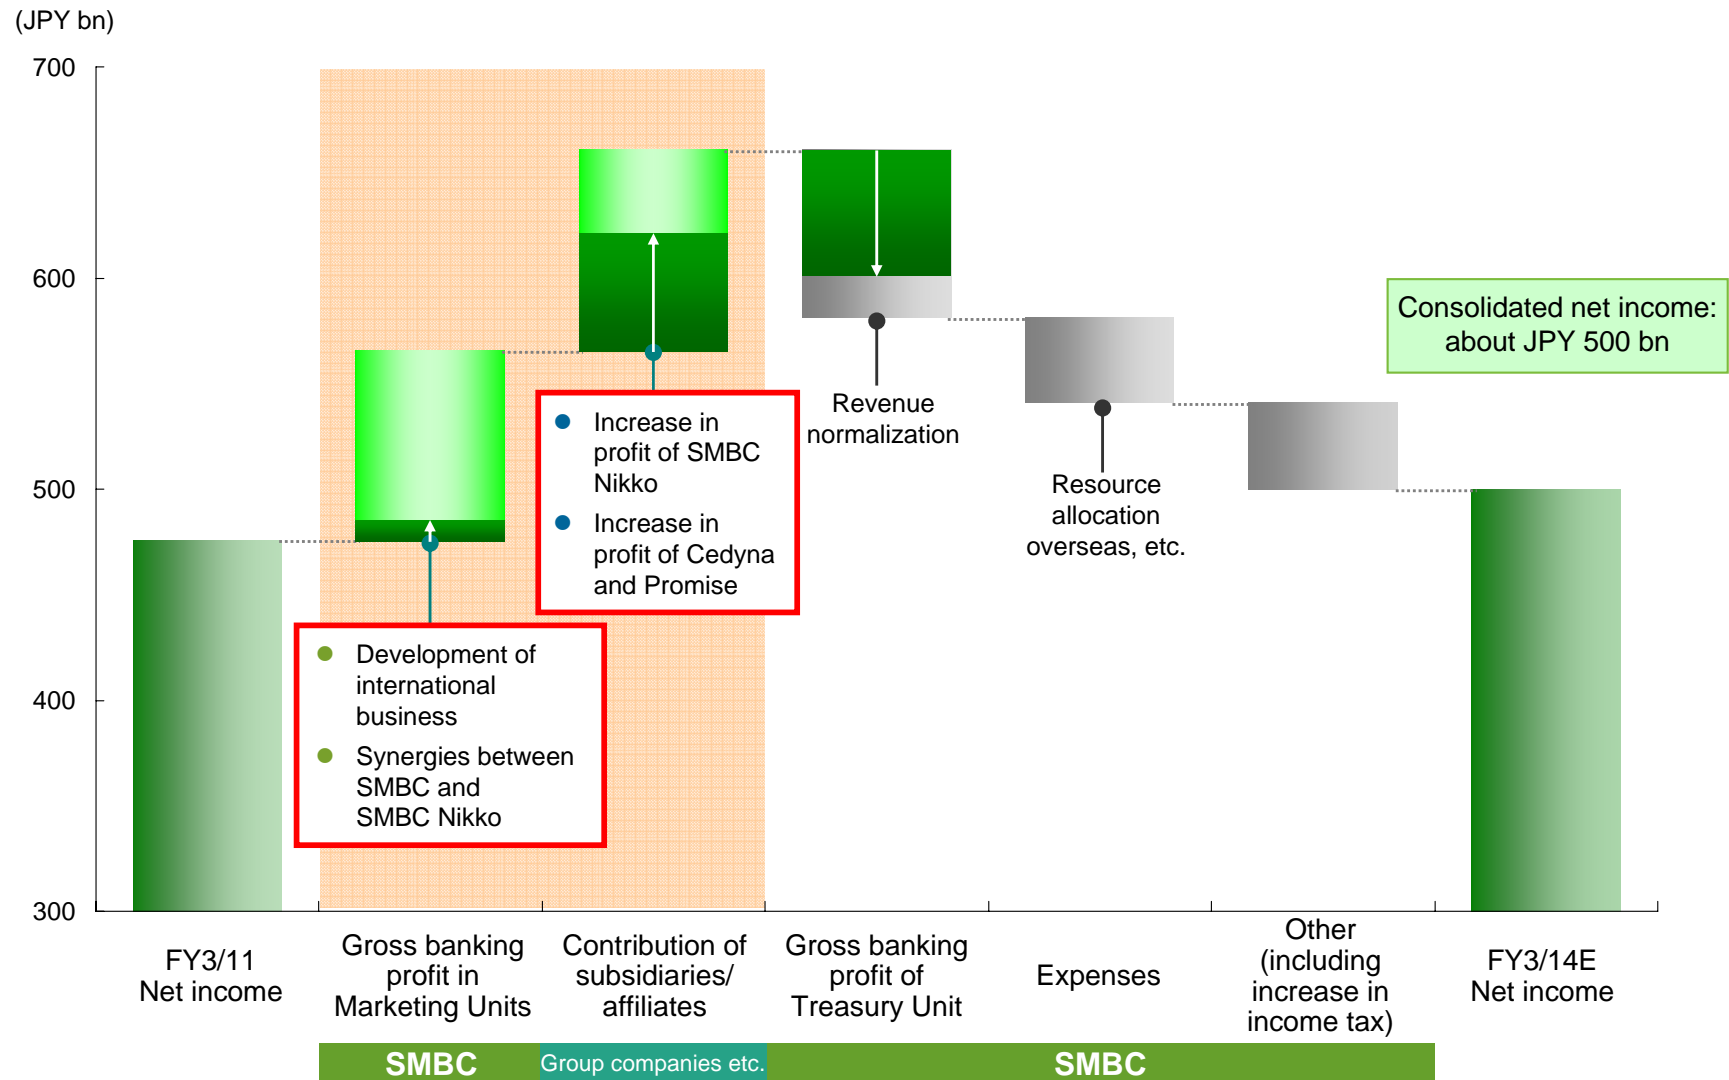 (JPY bn)
700
600
500
400
300
Consolidated net income:
about JPY 500 bn
Revenue
normalization
Increase in
profit of SMBC
Nikko
Increase in
profit of Cedyna
and Promise
Resource
allocation
overseas, etc.
Development of
international
business
Synergies between
SMBC and
SMBC Nikko
FY3/11
Net income
Gross banking
profit in
Marketing Units
Contribution of
subsidiaries/
affiliates
Gross banking
profit of
Treasury Unit
Expenses
Other
(including
increase in
income tax)
FY3/14E
Net income
SMBC
Group companies etc.
SMBC